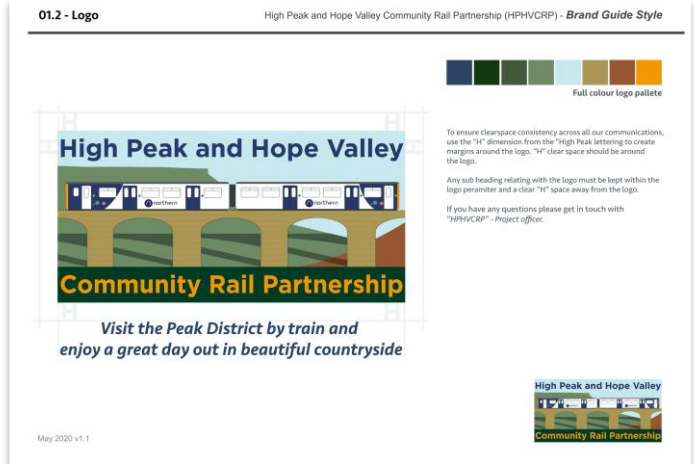 01.2 - Logo
High Peak and Hope Valley Community Rail Partnership (HPHVCRP) - Brand Guide Style
Full colour logo pallete
High Peak and Hope Valley
northern
northern
Community Rail Partnership
Visit the Peak District by train and
enjoy a great day out in beautiful countryside
To ensure clearspace consistency across all our communications,
use the "H" dimension from the "High Peak lettering to create
margins around the logo. "H" clear space should be around
the logo.
Any sub heading relating with the logo must be kept within the
logo peramiter and a clear "H" space away from the logo.
If you have any questions please get in touch with
"HPHVCRP" - Project officer.
High Peak and Hope Valley
Community Rail Partnership
May 2020 v1.1